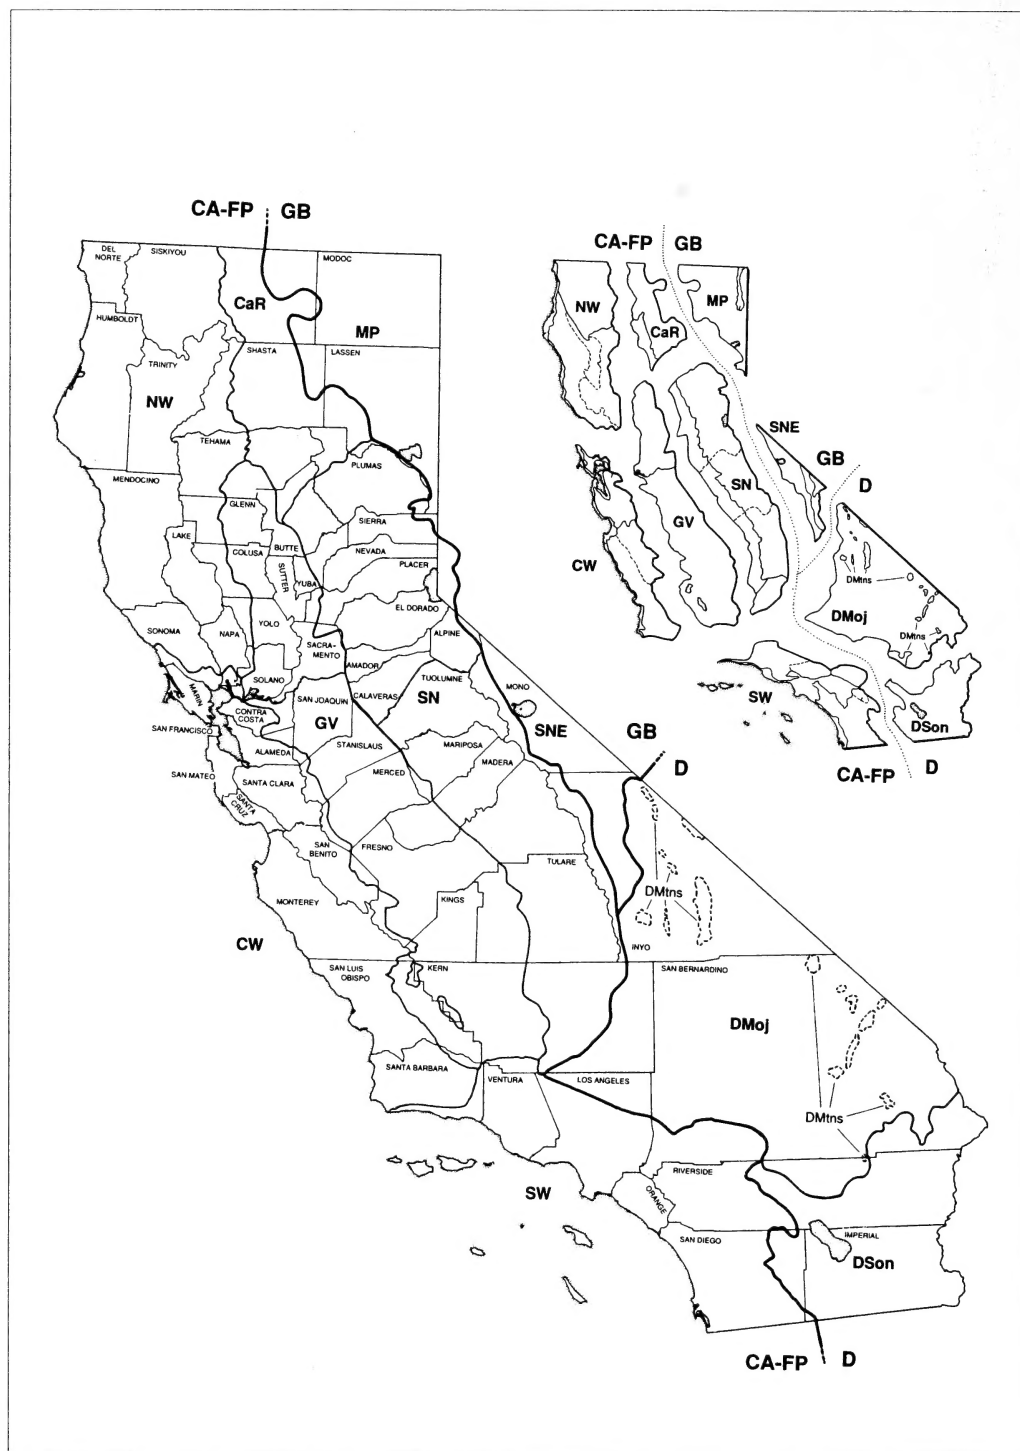 CA-FP GB
DEL NORTE
SISKIYOU
MODOC
CaR
MP
HUMBOLDT
SHASTA
LASSEN
TRINITY
NW
TEHAMA
PLUMAS
MENDOCINO
GLENN
SIERRA
LAKE
BUTTE
COLUSA
NEVADA
SUTTER
YUBA
PLACER
EL DORADO
YOLO
SONOMA
NAPA
SACRA-
MENTO
ALPINE
AMADOR
SOLANO
TUOLUMNE
MARIN
SAN JOAQUIN
CALAVERAS
SN
MONO
CONTRA
COSTA
GV
SNE
SAN FRANCISCO
ALAMEDA
STANISLAUS
MARIPOSA
GB
D
MADERA
SAN MATEO
SANTA CLARA
MERCED
SANTA
CRUZ
SAN
BENITO
FRESNO
TULARE
DMtns
MONTEREY
KINGS
CW
INYO
SAN LUIS
OBISPO
KERN
SAN BERNARDINO
DMoj
SANTA BARBARA
VENTURA
LOS ANGELES
DMtns
RIVERSIDE
SW
ORANGE
SAN DIEGO
IMPERIAL
DSon
CA-FP D
CA-FP GB
NW
MP
CaR
SNE
GB
D
SN
GV
CW
DMtns
DMoj
DMtns
SW
DSon
CA-FP D